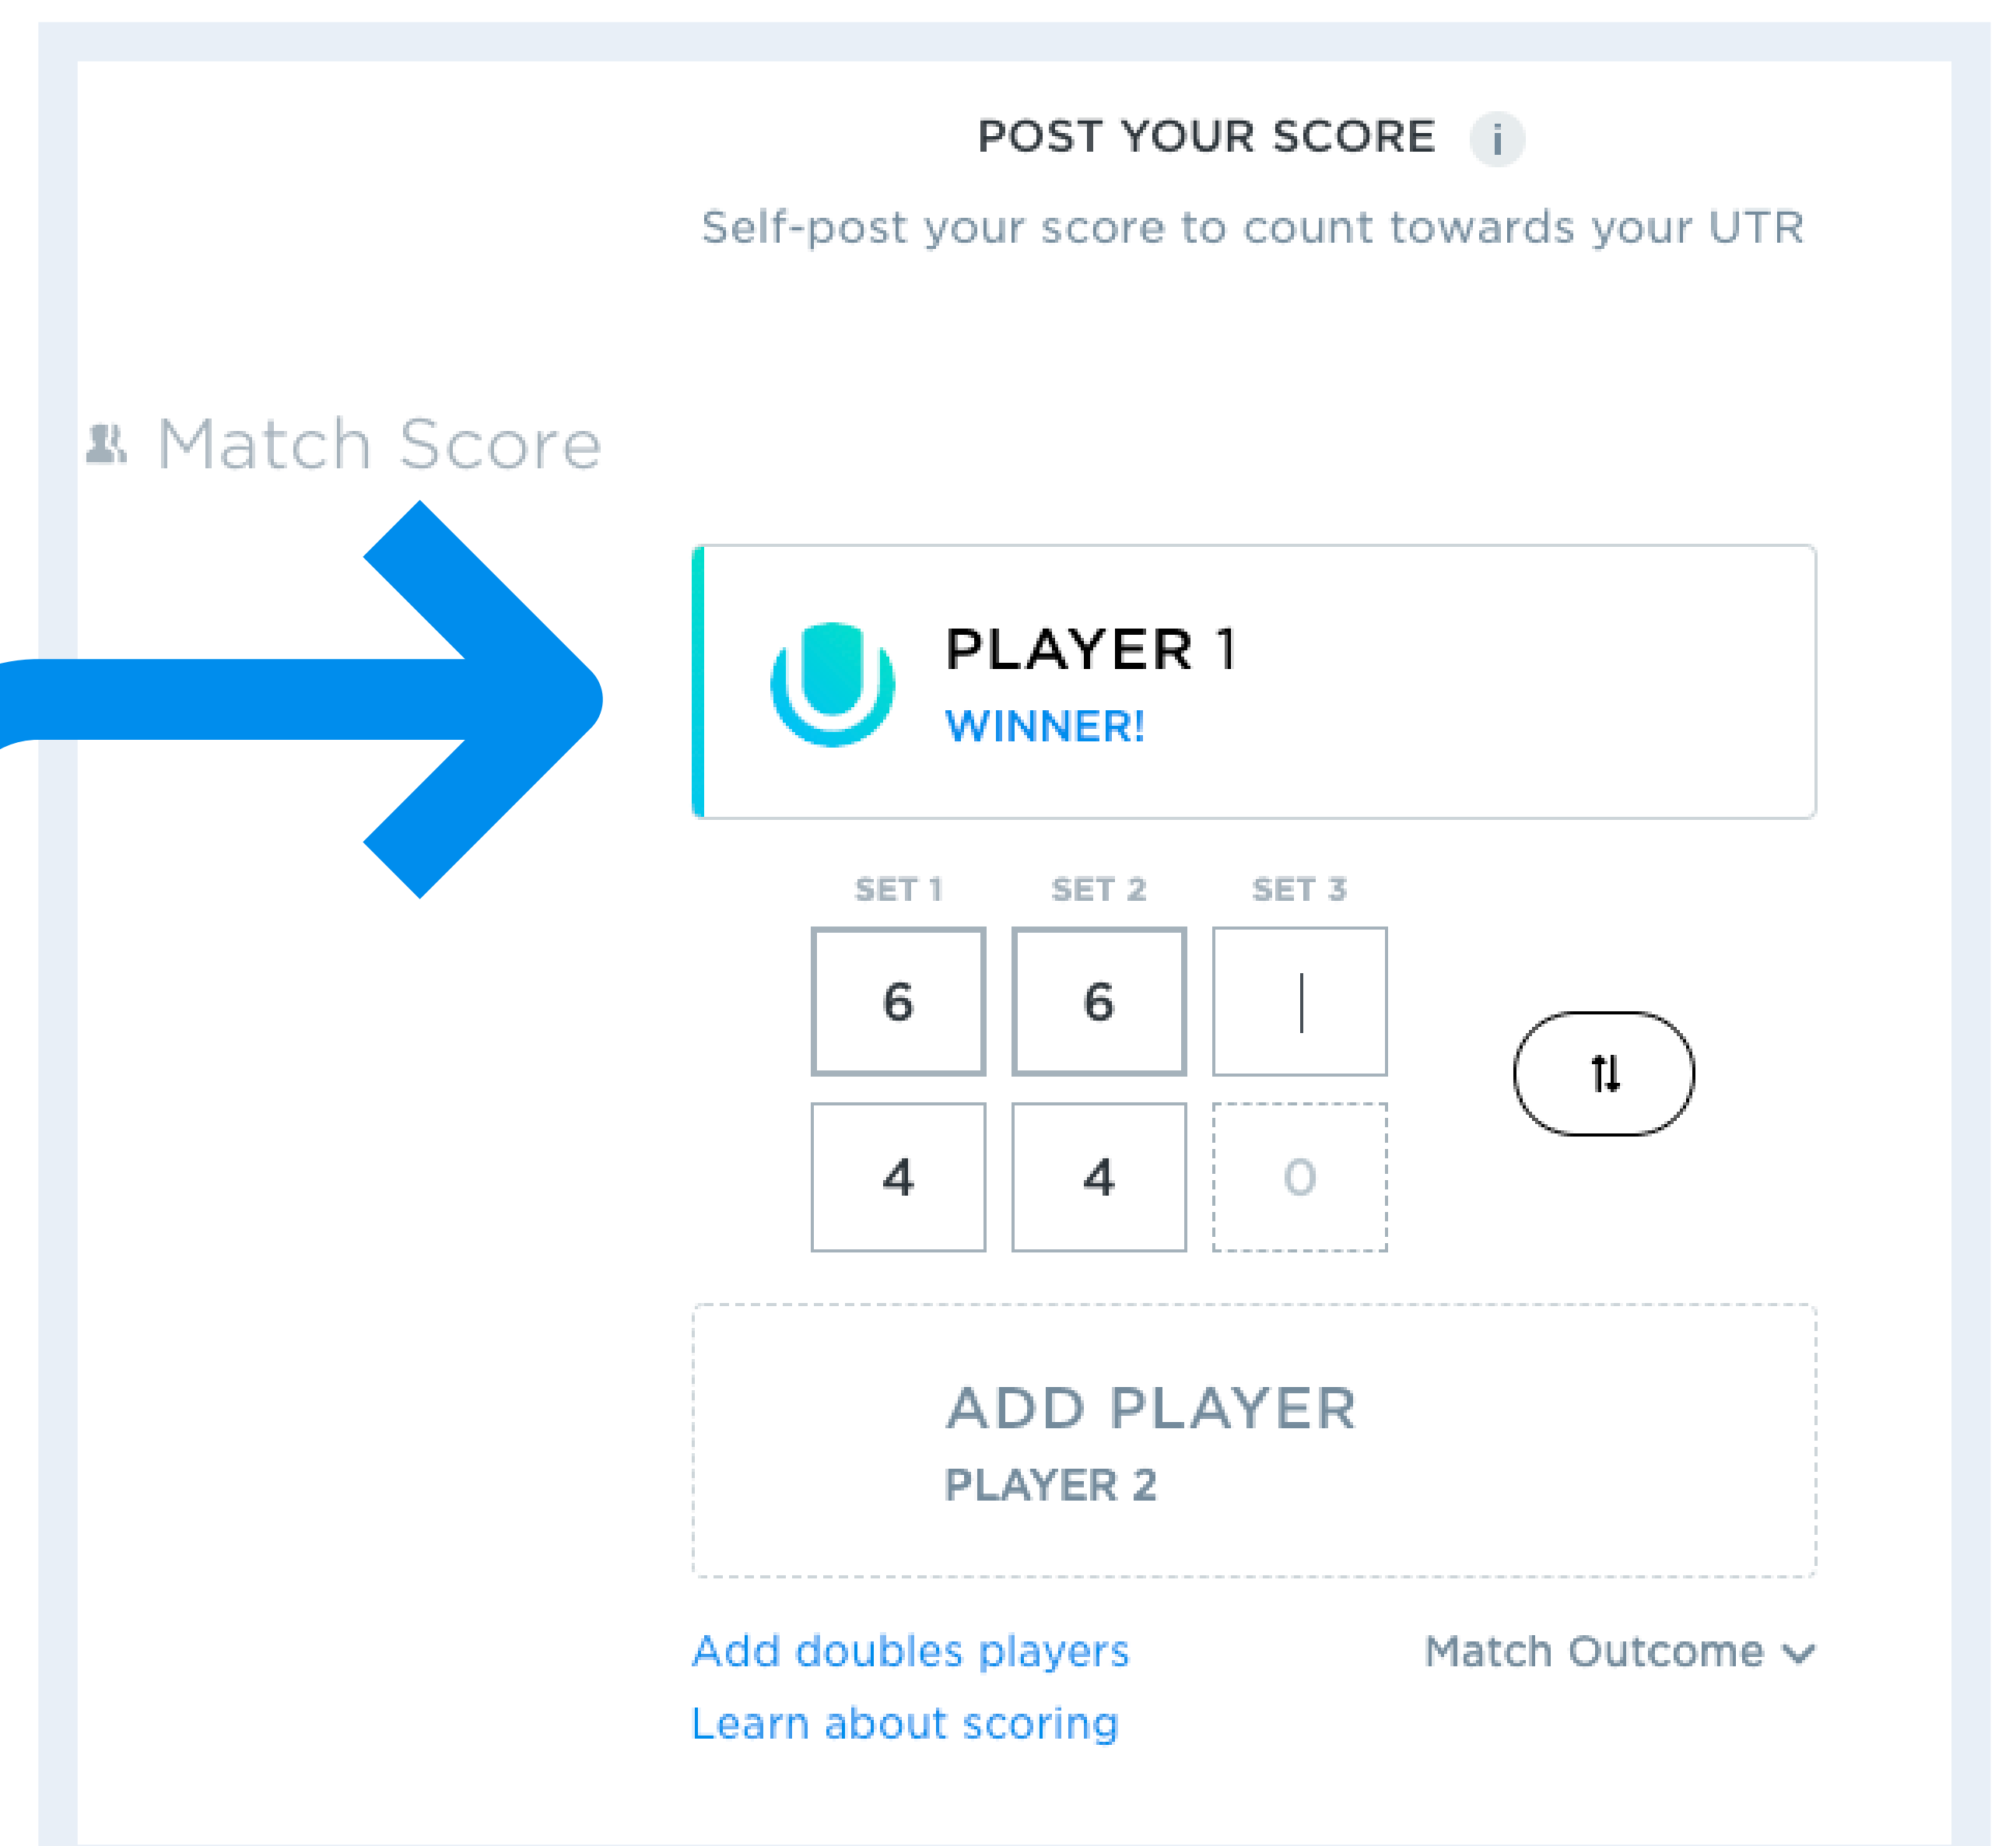 POST YOUR SCORE i
Self-post your score to count towards your UTR
Match Score
PLAYER 1
WINNER!
SET 1 SET 2 SET 3
6 6
4 4 0
ADD PLAYER
PLAYER 2
Add doubles players Match Outcome
Learn about scoring